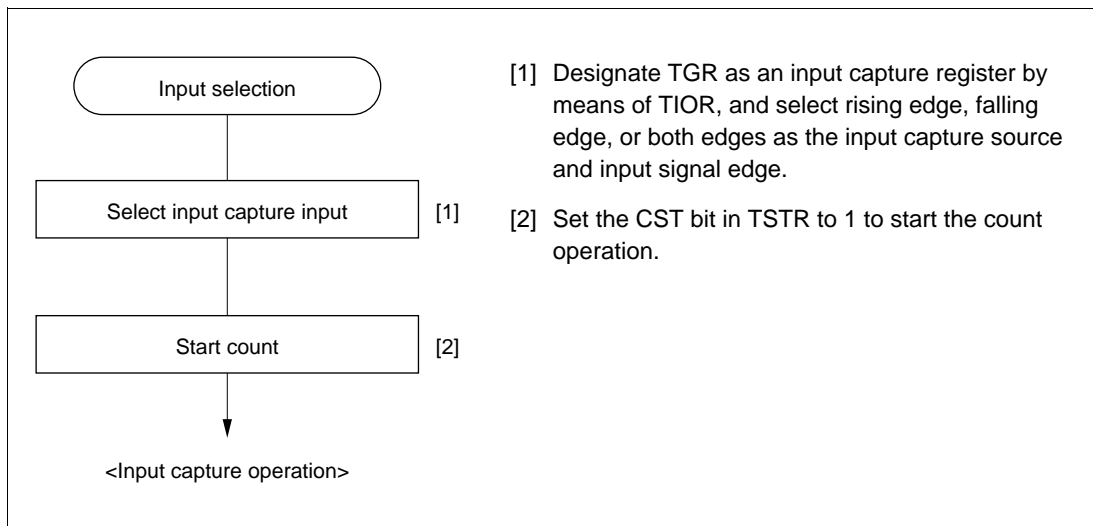 Input selection
Select input capture input
[1]
Start count
[2]
<Input capture operation>
[1] Designate TGR as an input capture register by
means of TIOR, and select rising edge, falling
edge, or both edges as the input capture source
and input signal edge.
[2] Set the CST bit in TSTR to 1 to start the count
operation.